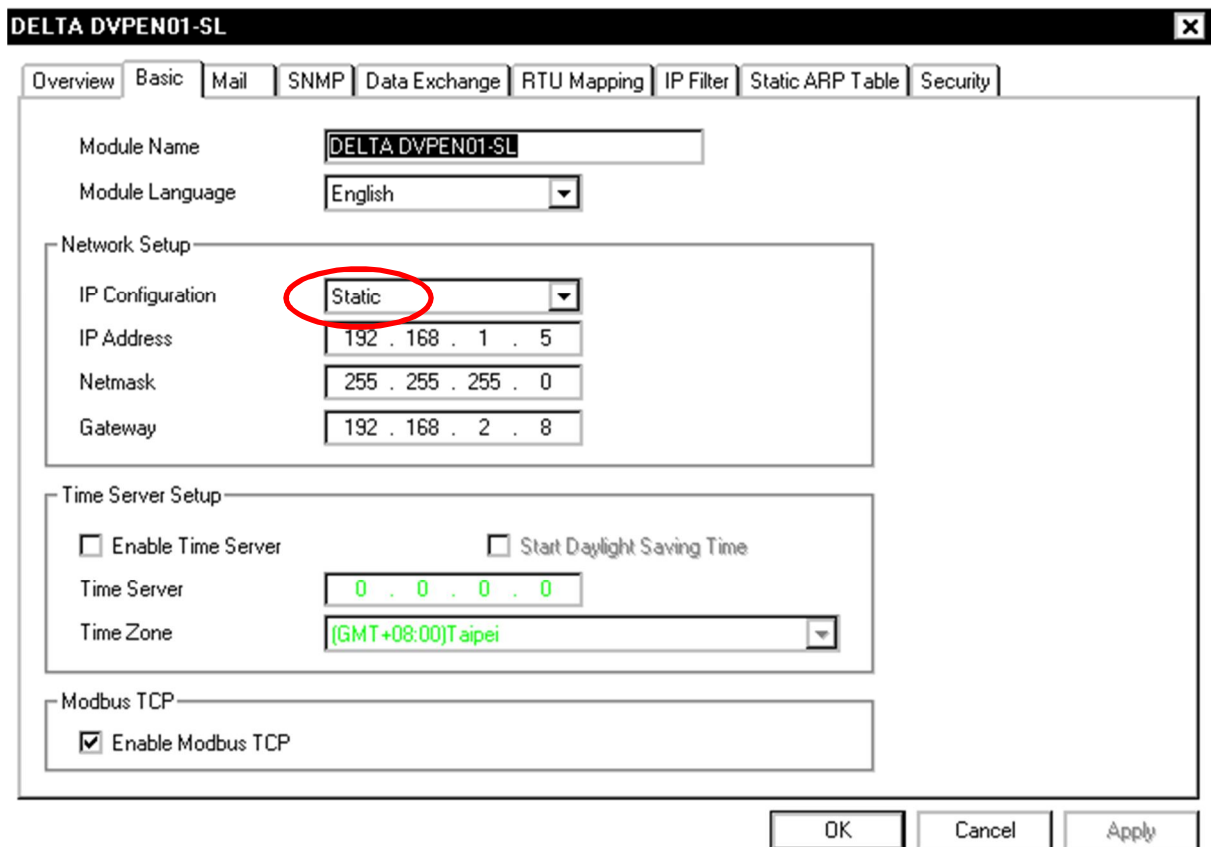 DELTA DVPEN01-SL
Overview Basic Mail SNMP Data Exchange RTU Mapping IP Filter Static ARP Table Security
Module Name DELTA DVPEN01-SL
Module Language English
Network Setup
IP Configuration Static
IP Address 192 . 168 . 1 . 5
Netmask 255 . 255 . 255 . 0
Gateway 192 . 168 . 2 . 8
Time Server Setup
Enable Time Server Start Daylight Saving Time
Time Server 0 . 0 . 0 . 0
Time Zone (GMT+08:00)Taipei
Modbus TCP
Enable Modbus TCP
OK Cancel Apply